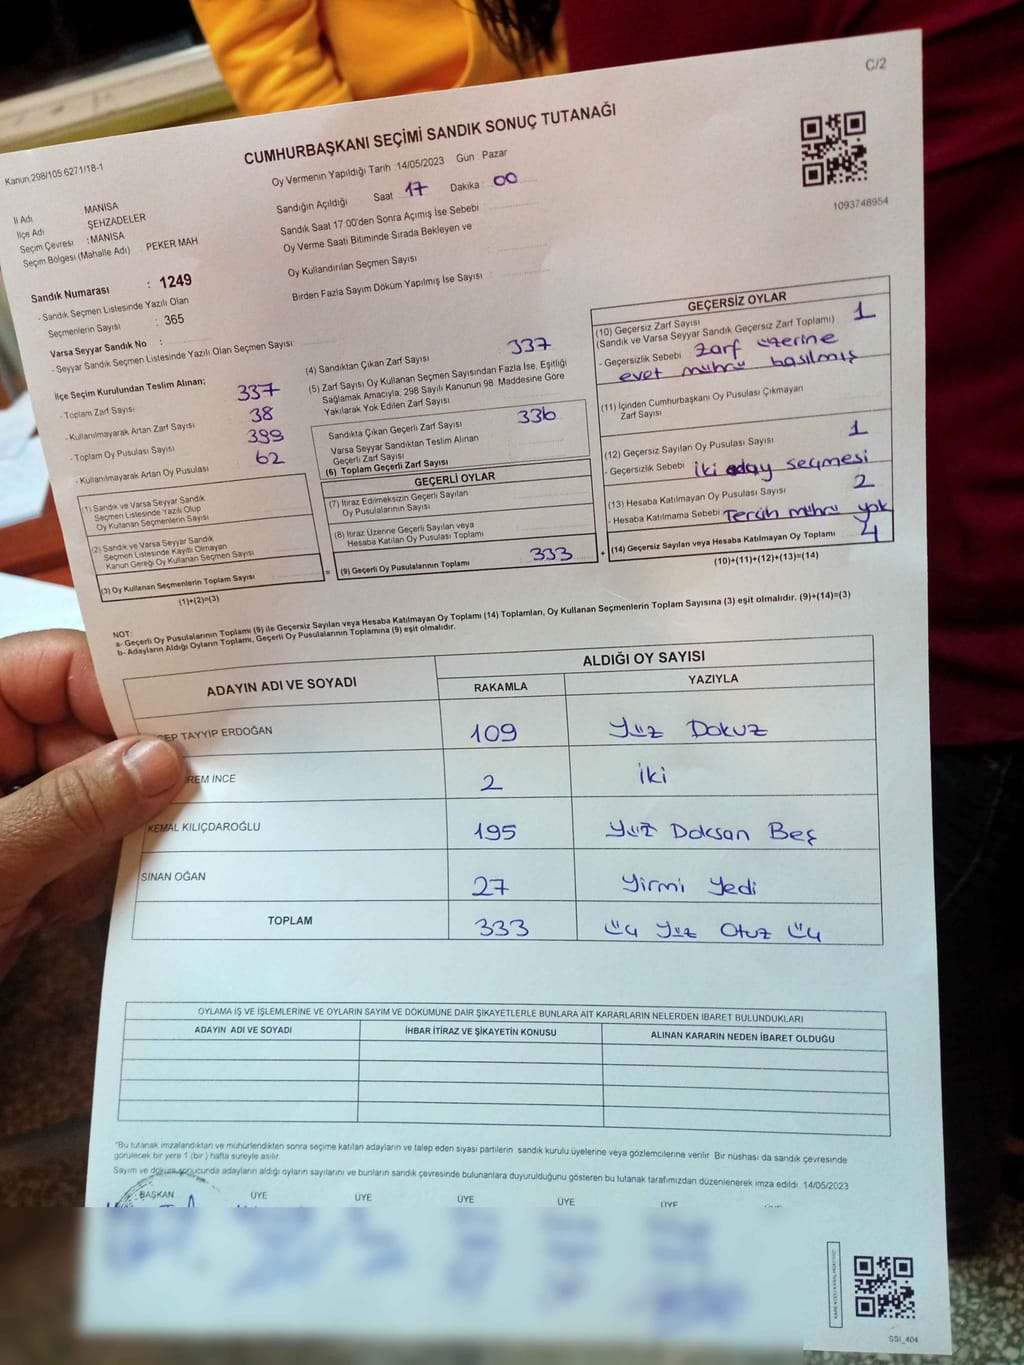 C/2
Kanun.298/105.6271/18-1
CUMHURBAŞKANI SEÇİMİ SANDIK SONUÇ TUTANAĞI
Oy Vermenin Yapıldığı Tarih : 14/05/2023 Gün : Pazar
İl Adı MANİSA
İlçe Adı ŞEHZADELER
Seçim Çevresi : MANİSA
Seçim Bölgesi (Mahalle Adı) : PEKER MAH
Sandık Numarası : 1249
- Sandık Seçmen Listesinde Yazılı Olan
Seçmenlerin Sayısı : 365
Varsa Seyyar Sandık No :
- Seyyar Sandık Seçmen Listesinde Yazılı Olan Seçmen Sayısı :
Sandığın Açıldığı Saat 17 Dakika : 00
Sandık Saat 17:00'den Sonra Açımış İse Sebebi :
Oy Verme Saati Bitiminde Sırada Bekleyen ve
Oy Kullandırılan Seçmen Sayısı
Birden Fazla Sayım Döküm Yapılmış İse Sayısı :
1093748954
İlçe Seçim Kurulundan Teslim Alınan;
- Toplam Zarf Sayısı 337
- Kullanılmayarak Artan Zarf Sayısı 38
- Toplam Oy Pusulası Sayısı 399
- Kullanılmayarak Artan Oy Pusulası 62
(1) Sandık ve Varsa Seyyar Sandık
Seçmen Listesinde Yazılı Olup
Oy Kullanan Seçmenlerin Sayısı
(2) Sandık ve Varsa Seyyar Sandık
Seçmen Listesinde Kayıtlı Olmayan
Kanun Gereği Oy Kullanan Seçmen Sayısı
(3) Oy Kullanan Seçmenlerin Toplam Sayısı
(1)+(2)=(3)
(4) Sandıktan Çıkan Zarf Sayısı 337
(5) Zarf Sayısı Oy Kullanan Seçmen Sayısından Fazla İse, Eşitliği
Sağlamak Amacıyla, 298 Sayılı Kanunun 98. Maddesine Göre
Yakılarak Yok Edilen Zarf Sayısı
Sandıkta Çıkan Geçerli Zarf Sayısı 336
Varsa Seyyar Sandıktan Teslim Alınan
Geçerli Zarf Sayısı
(6) Toplam Geçerli Zarf Sayısı
GEÇERLİ OYLAR
(7) İtiraz Edilmeksizin Geçerli Sayılan
Oy Pusulasının Sayısı
(8) İtiraz Üzerine Geçerli Sayılan veya
Hesaba Katılan Oy Pusulası Toplamı
= (9) Geçerli Oy Pusulalarının Toplamı 333 +
GEÇERSİZ OYLAR
(10) Geçersiz Zarf Sayısı 1
(Sandık ve Varsa Seyyar Sandık Geçersiz Zarf Toplamı)
- Geçersizlik Sebebi Zarf üzerine
evet mührü basılmış
(11) İçinden Cumhurbaşkanı Oy Pusulası Çıkmayan
Zarf Sayısı
(12) Geçersiz Sayılan Oy Pusulası Sayısı 1
- Geçersizlik Sebebi : iki aday seçmesi
(13) Hesaba Katılmayan Oy Pusulası Sayısı 2
- Hesaba Katılmama Sebebi Tercih mührü yok
(14) Geçersiz Sayılan veya Hesaba Katılmayan Oy Toplamı 4
(10)+(11)+(12)+(13)=(14)
NOT:
a- Geçerli Oy Pusulalarının Toplamı (9) ile Geçersiz Sayılan veya Hesaba Katılmayan Oy Toplamı (14) Toplamları, Oy Kullanan Seçmenlerin Toplam Sayısına (3) eşit olmalıdır. (9)+(14)=(3)
b- Adayların Aldığı Oyların Toplamı, Geçerli Oy Pusulalarının Toplamına (9) eşit olmalıdır.
ADAYIN ADI VE SOYADI ALDIĞI OY SAYISI
RAKAMLA YAZIYLA
CEP TAYYİP ERDOĞAN 109 Yüz Dokuz
REM İNCE 2 İki
KEMAL KILIÇDAROĞLU 195 Yüz Doksan Beş
SİNAN OĞAN 27 Yirmi Yedi
TOPLAM 333 Üç Yüz Otuz Üç
OYLAMA İŞ VE İŞLEMLERİNE VE OYLARIN SAYIM VE DÖKÜMÜNE DAİR ŞİKAYETLERLE BUNLARA AİT KARARLARIN NELERDEN İBARET BULUNDUKLARI
ADAYIN ADI VE SOYADI İHBAR İTİRAZ VE ŞİKAYETİN KONUSU ALINAN KARARIN NEDEN İBARET OLDUĞU
*Bu tutanak imzalandıktan ve mühürlendikten sonra seçime katılan adayların ve talep eden siyasi partilerin sandık kurulu üyelerine veya gözlemcilerine verilir. Bir nüshası da sandık çevresinde
görülecek bir yere 1 (bir) hafta süreyle asılır.
Sayım ve döküm sonucunda adayların aldığı oyların sayılarını ve bunların sandık çevresinde bulunanlara duyurulduğunu gösteren bu tutanak tarafımızdan düzenlenerek imza edildi. 14/05/2023
BAŞKAN ÜYE ÜYE ÜYE ÜYE ÜYE
SSI_404